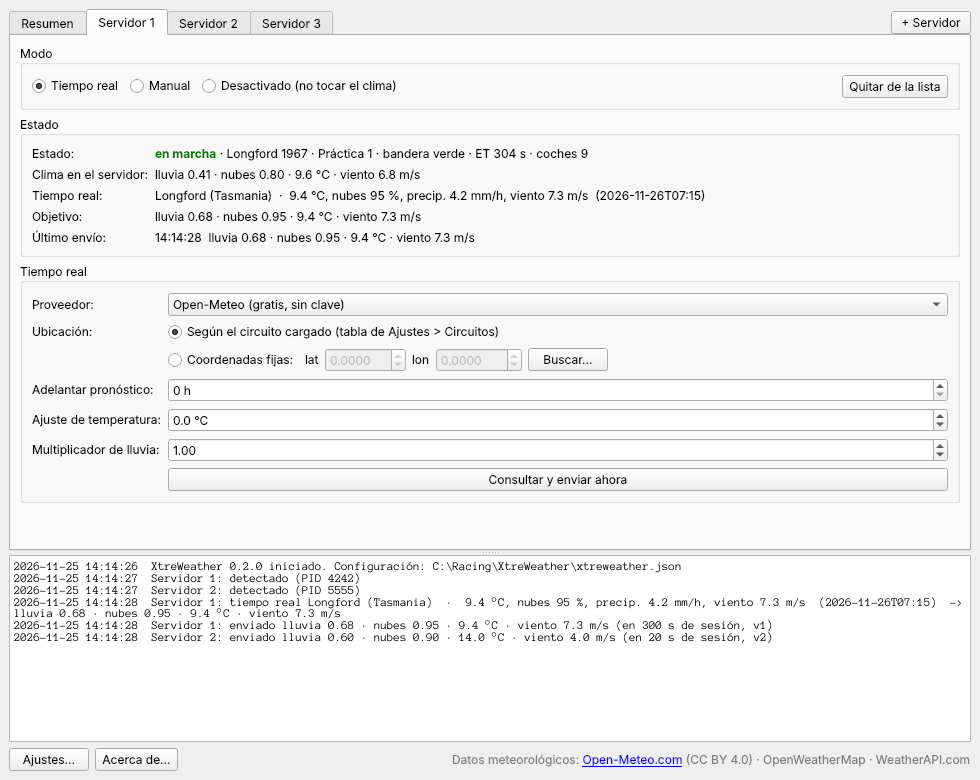 Resumen Servidor 1 Servidor 2 Servidor 3 + Servidor
Modo
Tiempo real Manual Desactivado (no tocar el clima) Quitar de la lista
Estado
Estado: en marcha · Longford 1967 · Práctica 1 · bandera verde · ET 304 s · coches 9
Clima en el servidor: lluvia 0.41 · nubes 0.80 · 9.6 °C · viento 6.8 m/s
Tiempo real: Longford (Tasmania) · 9.4 °C, nubes 95 %, precip. 4.2 mm/h, viento 7.3 m/s (2026-11-26T07:15)
Objetivo: lluvia 0.68 · nubes 0.95 · 9.4 °C · viento 7.3 m/s
Último envío: 14:14:28 lluvia 0.68 · nubes 0.95 · 9.4 °C · viento 7.3 m/s
Tiempo real
Proveedor: Open-Meteo (gratis, sin clave)
Ubicación: Según el circuito cargado (tabla de Ajustes > Circuitos)
Coordenadas fijas: lat 0.0000 lon 0.0000 Buscar...
Adelantar pronóstico: 0 h
Ajuste de temperatura: 0.0 °C
Multiplicador de lluvia: 1.00
Consultar y enviar ahora
2026-11-25 14:14:26 XtreWeather 0.2.0 iniciado. Configuración: C:\Racing\XtreWeather\xtreweather.json
2026-11-25 14:14:27 Servidor 1: detectado (PID 4242)
2026-11-25 14:14:27 Servidor 2: detectado (PID 5555)
2026-11-25 14:14:28 Servidor 1: tiempo real Longford (Tasmania) · 9.4 °C, nubes 95 %, precip. 4.2 mm/h, viento 7.3 m/s (2026-11-26T07:15) ->
lluvia 0.68 · nubes 0.95 · 9.4 °C · viento 7.3 m/s
2026-11-25 14:14:28 Servidor 1: enviado lluvia 0.68 · nubes 0.95 · 9.4 °C · viento 7.3 m/s (en 300 s de sesión, v1)
2026-11-25 14:14:28 Servidor 2: enviado lluvia 0.60 · nubes 0.90 · 14.0 °C · viento 4.0 m/s (en 20 s de sesión, v2)
Ajustes... Acerca de... Datos meteorológicos: Open-Meteo.com (CC BY 4.0) · OpenWeatherMap · WeatherAPI.com